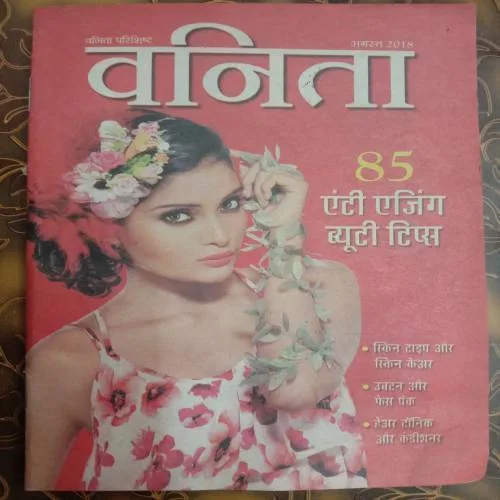 वनिता परिशिष्ट
अगस्त 2018
वनिता
85
एंटी एजिंग
ब्यूटी टिप्स
• स्किन टाइप और
स्किन केअर
• उबटन और
फेस पैक
• हेअर टॉनिक
और कंडीशनर